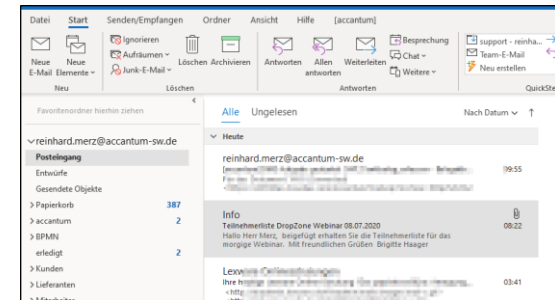 Datei Start Senden/Empfangen Ordner Ansicht Hilfe [accantum]
Neue E-Mail
Neue Elemente
Neu
Ignorieren
Aufräumen
Junk-E-Mail
Löschen
Archivieren
Löschen
Antworten
Allen antworten
Weiterleiten
Besprechung
Chat
Weitere
Antworten
support - reinha...
Team-E-Mail
Neu erstellen
QuickSte
Favoritenordner hierhin ziehen
reinhard.merz@accantum-sw.de
Posteingang
Entwürfe
Gesendete Objekte
Papierkorb 387
accantum 2
BPMN
erledigt 2
Kunden
Lieferanten
Mitarbeiter
Alle Ungelesen Nach Datum
Heute
reinhard.merz@accantum-sw.de
09:55
Info
Teilnehmerliste DropZone Webinar 08.07.2020 08:22
Hallo Herr Merz, beigefügt erhalten Sie die Teilnehmerliste für das
morgige Webinar. Mit freundlichen Grüßen Brigitte Haager
Ihre
03:41
<http